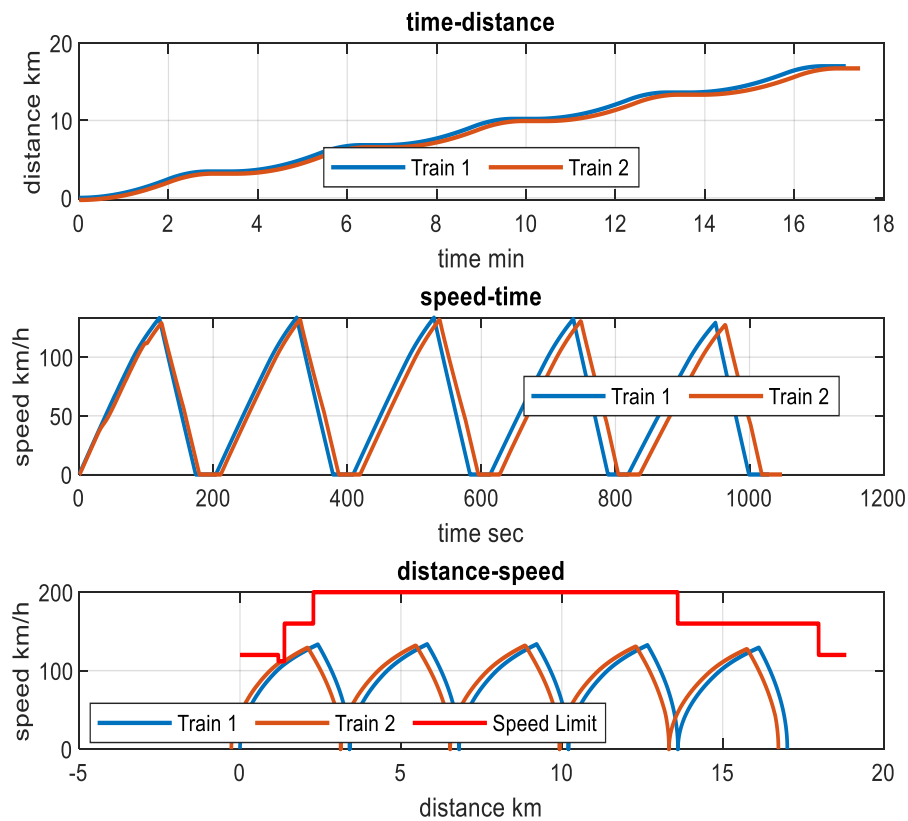 time-distance
distance km
20
10
0
Train 1 Train 2
0 2 4 6 8 10 12 14 16 18
time min
speed-time
speed km/h
100
50
0
Train 1 Train 2
0 200 400 600 800 1000 1200
time sec
distance-speed
speed km/h
200
100
0
Train 1 Train 2 Speed Limit
-5 0 5 10 15 20
distance km